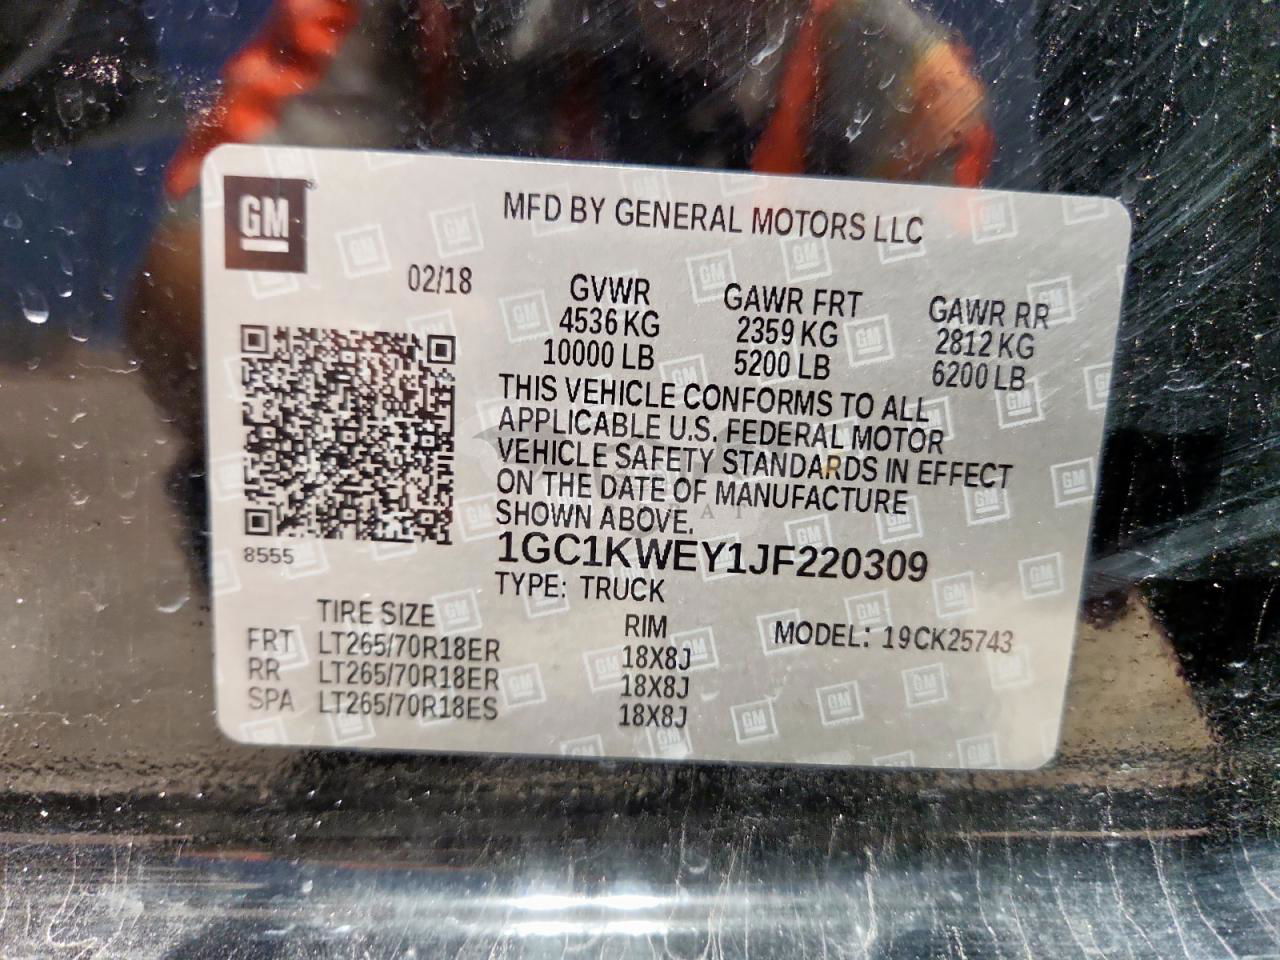 GM
MFD BY GENERAL MOTORS LLC
02/18
GVWR GAWR FRT GAWR RR
4536 KG 2359 KG 2812 KG
10000 LB 5200 LB 6200 LB
THIS VEHICLE CONFORMS TO ALL
APPLICABLE U.S. FEDERAL MOTOR
VEHICLE SAFETY STANDARDS IN EFFECT
ON THE DATE OF MANUFACTURE
SHOWN ABOVE.
8555
1GC1KWEY1JF220309
TYPE: TRUCK
TIRE SIZE RIM MODEL: 19CK25743
FRT LT265/70R18ER 18X8J
RR LT265/70R18ER 18X8J
SPA LT265/70R18ES 18X8J